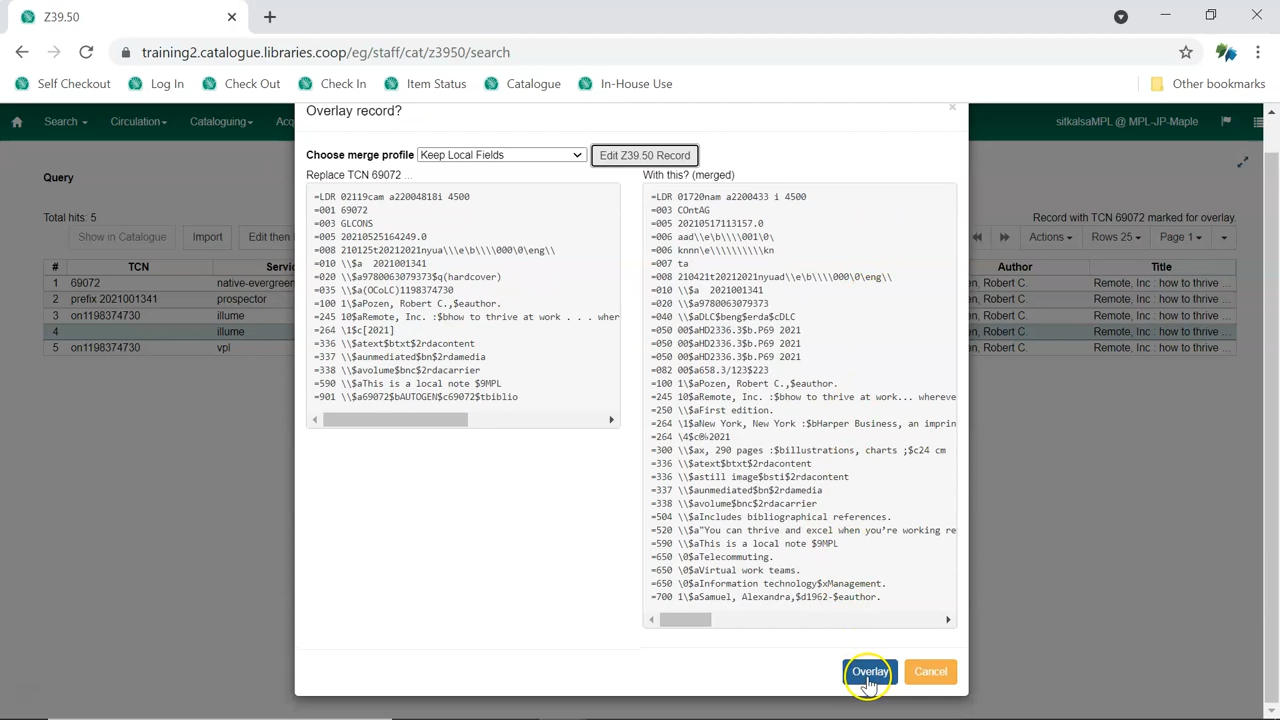 Z39.50
training2.catalogue.libraries.coop/eg/staff/cat/z3950/search
Self Checkout Log In Check Out Check In Item Status Catalogue In-House Use Other bookmarks
Search Circulation Cataloguing Acq sitkalsaMPL @ MPL-JP-Maple
Overlay record?
Choose merge profile Keep Local Fields Edit Z39.50 Record
Query
Total hits: 5
Record with TCN 69072 marked for overlay.
Show in Catalogue Import Edit then Actions Rows 25 Page 1
# TCN Servic Author Title
1 69072 native-evergreen n, Robert C. Remote, Inc : how to thrive ...
2 prefix 2021001341 prospector n, Robert C. Remote, Inc : how to thrive ...
3 on1198374730 illume n, Robert C. Remote, Inc : how to thrive ...
4 illume n, Robert C. Remote, Inc : how to thrive ...
5 on1198374730 vpl n, Robert C. Remote, Inc : how to thrive ...
Replace TCN 69072 ...
=LDR 02119cam a22004818i 4500
=001 69072
=003 GLCONS
=005 20210525164249.0
=008 210125t20212021nyua\\\e\b\\\\000\0\eng\\
=010 \\$a  2021001341
=020 \\$a9780063079373$q(hardcover)
=035 \\$a(OCoLC)1198374730
=100 1\$aPozen, Robert C.,$eauthor.
=245 10$aRemote, Inc. :$bhow to thrive at work . . . wher
=264 \1$c[2021]
=336 \\$atext$btxt$2rdacontent
=337 \\$aunmediated$bn$2rdamedia
=338 \\$avolume$bnc$2rdacarrier
=590 \\$aThis is a local note $9MPL
=901 \\$a69072$bAUTOGEN$c69072$tbiblio
With this? (merged)
=LDR 01720nam a2200433 i 4500
=003 COntAG
=005 20210517113157.0
=006 aad\\e\b\\\\001\0\
=006 knnn\e\\\\\\\\\\kn
=007 ta
=008 210421t20212021nyuad\\e\b\\\\000\0\eng\\
=010 \\$a  2021001341
=020 \\$a9780063079373
=040 \\$aDLC$beng$erda$cDLC
=050 00$aHD2336.3$b.P69 2021
=050 00$aHD2336.3$b.P69 2021
=050 00$aHD2336.3$b.P69 2021
=082 00$a658.3/123$223
=100 1\$aPozen, Robert C.,$eauthor.
=245 10$aRemote, Inc. :$bhow to thrive at work... whereve
=250 \\$aFirst edition.
=264 \1$aNew York, New York :$bHarper Business, an imprin
=264 \4$c©%2021
=300 \\$ax, 290 pages :$billustrations, charts ;$c24 cm
=336 \\$atext$btxt$2rdacontent
=336 \\$astill image$bsti$2rdacontent
=337 \\$aunmediated$bn$2rdamedia
=338 \\$avolume$bnc$2rdacarrier
=504 \\$aIncludes bibliographical references.
=520 \\$a"You can thrive and excel when you’re working re
=590 \\$aThis is a local note $9MPL
=650 \0$aTelecommuting.
=650 \0$aVirtual work teams.
=650 \0$aInformation technology$xManagement.
=700 1\$aSamuel, Alexandra,$d1962-$eauthor.
Overlay Cancel